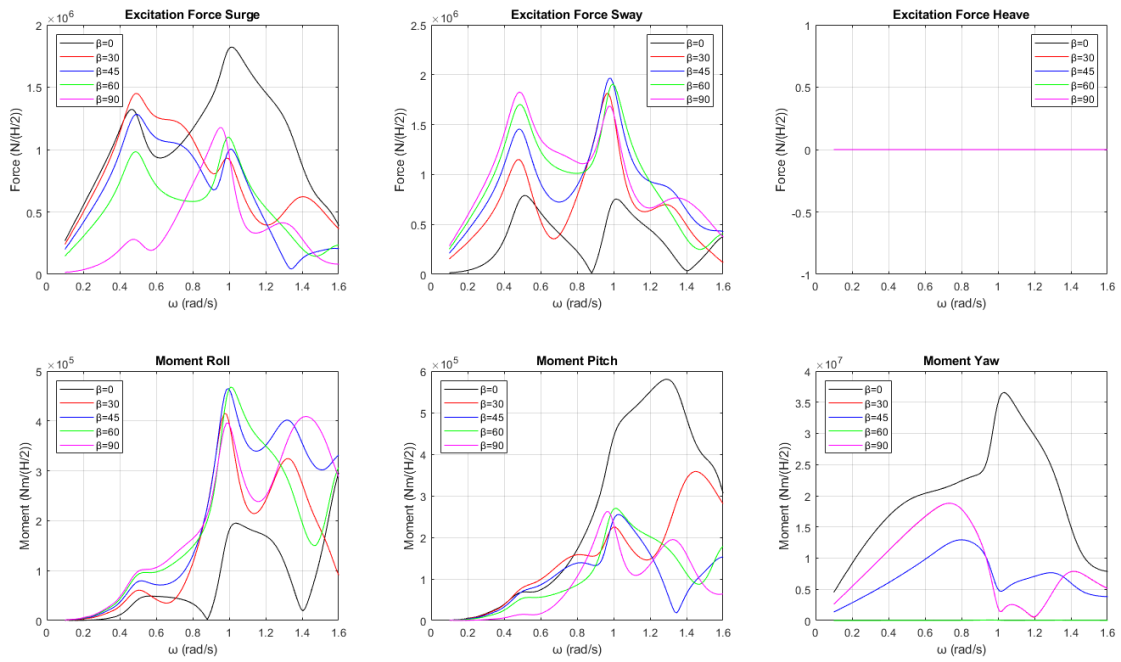 Excitation Force Surge
×10^6
Force (N/(H/2))
2
1.5
1
0.5
0
β=0
β=30
β=45
β=60
β=90
0 0.2 0.4 0.6 0.8 1 1.2 1.4 1.6
ω (rad/s)
Excitation Force Sway
×10^6
Force (N/(H/2))
2.5
2
1.5
1
0.5
0
β=0
β=30
β=45
β=60
β=90
0 0.2 0.4 0.6 0.8 1 1.2 1.4 1.6
ω (rad/s)
Excitation Force Heave
Force (N/(H/2))
1
0.5
0
-0.5
-1
β=0
β=30
β=45
β=60
β=90
0 0.2 0.4 0.6 0.8 1 1.2 1.4 1.6
ω (rad/s)
Moment Roll
×10^5
Moment (Nm/(H/2))
5
4
3
2
1
0
β=0
β=30
β=45
β=60
β=90
0 0.2 0.4 0.6 0.8 1 1.2 1.4 1.6
ω (rad/s)
Moment Pitch
×10^5
Moment (Nm/(H/2))
6
5
4
3
2
1
0
β=0
β=30
β=45
β=60
β=90
0 0.2 0.4 0.6 0.8 1 1.2 1.4 1.6
ω (rad/s)
Moment Yaw
×10^7
Moment (Nm/(H/2))
4
3.5
3
2.5
2
1.5
1
0.5
0
β=0
β=30
β=45
β=60
β=90
0 0.2 0.4 0.6 0.8 1 1.2 1.4 1.6
ω (rad/s)